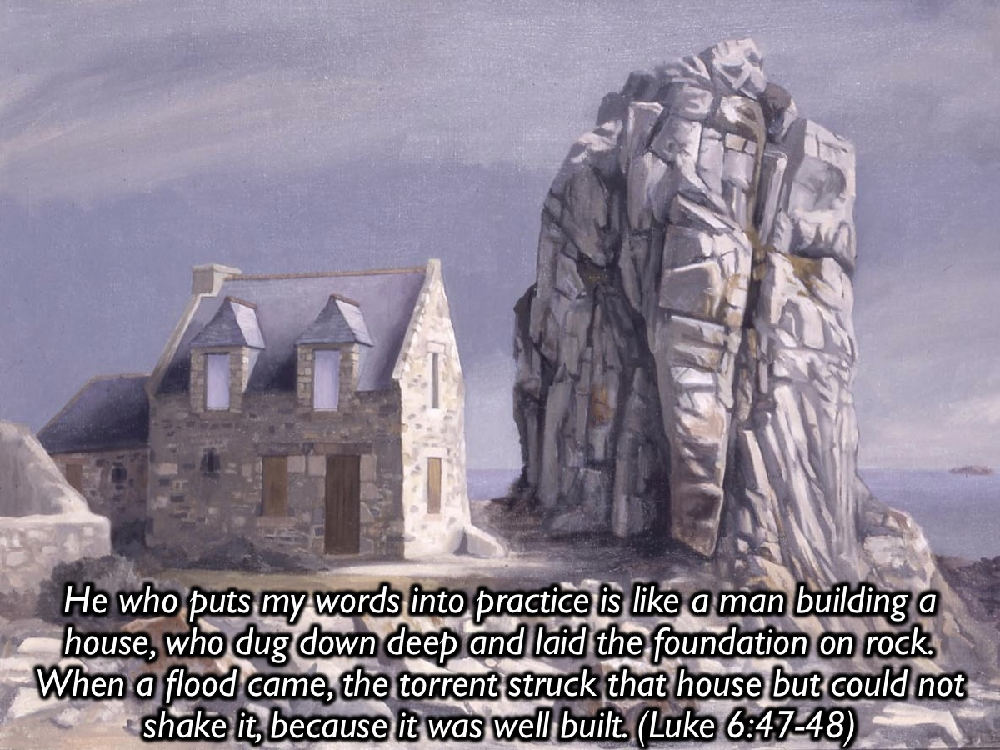 He who puts my words into practice is like a man building a
house, who dug down deep and laid the foundation on rock.
When a flood came, the torrent struck that house but could not
shake it, because it was well built. (Luke 6:47-48)